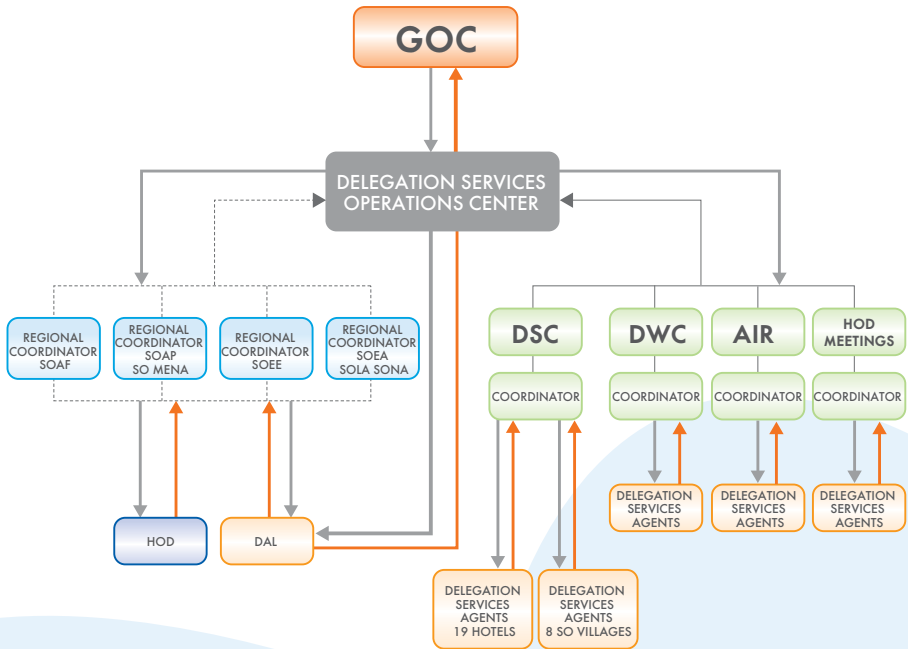 GOC
DELEGATION SERVICES
OPERATIONS CENTER
REGIONAL
COORDINATOR
SOAF
REGIONAL
COORDINATOR
SOAP
SO MENA
REGIONAL
COORDINATOR
SOEE
REGIONAL
COORDINATOR
SOEA
SOLA SONA
DSC
DWC
AIR
HOD
MEETINGS
COORDINATOR
COORDINATOR
COORDINATOR
COORDINATOR
HOD
DAL
DELEGATION
SERVICES
AGENTS
DELEGATION
SERVICES
AGENTS
DELEGATION
SERVICES
AGENTS
DELEGATION
SERVICES
AGENTS
19 HOTELS
DELEGATION
SERVICES
AGENTS
8 SO VILLAGES